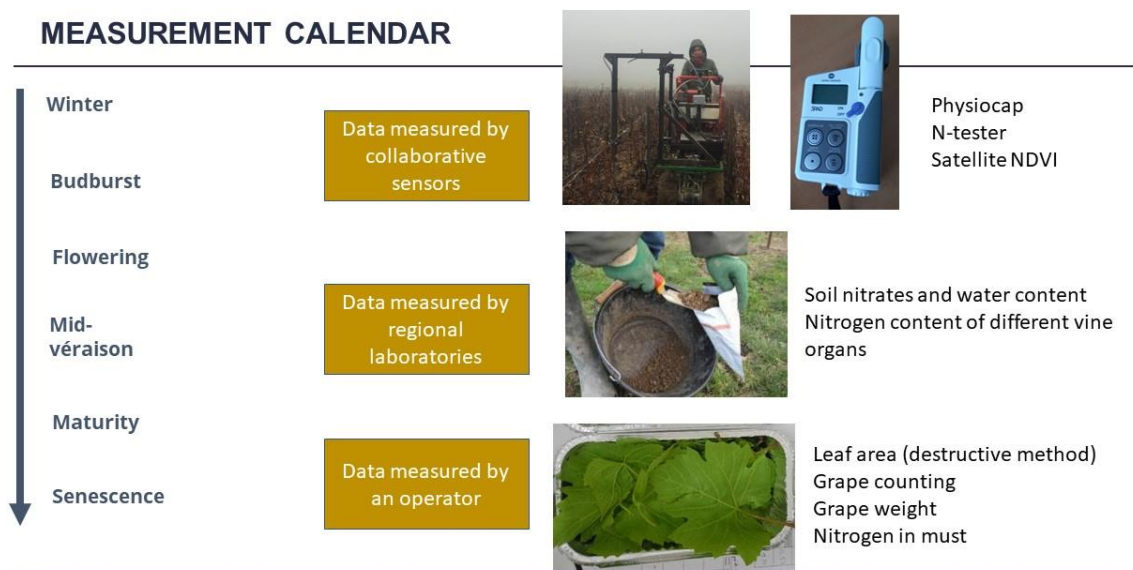 MEASUREMENT CALENDAR
Winter
Budburst
Flowering
Mid-
véraison
Maturity
Senescence
Data measured by
collaborative
sensors
Physiocap
N-tester
Satellite NDVI
Data measured by
regional
laboratories
Soil nitrates and water content
Nitrogen content of different vine
organs
Data measured by
an operator
Leaf area (destructive method)
Grape counting
Grape weight
Nitrogen in must
SPAD